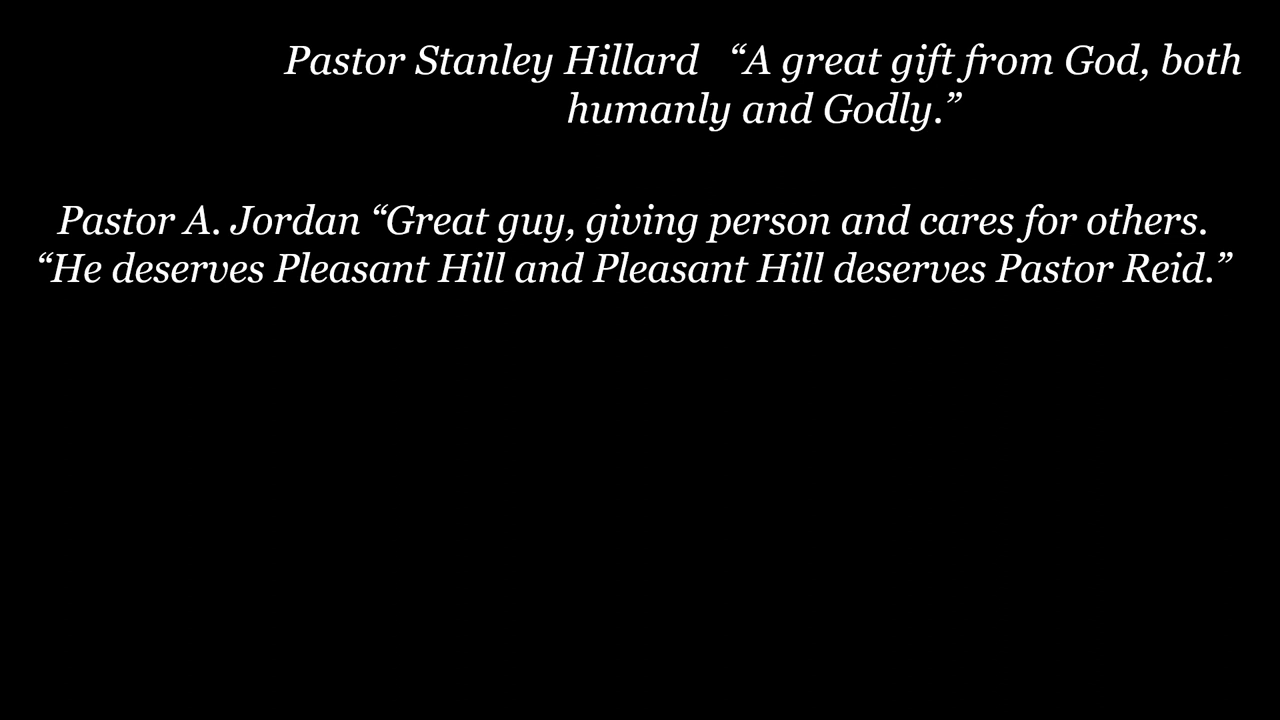 Pastor Stanley Hillard “A great gift from God, both
humanly and Godly.”
Pastor A. Jordan “Great guy, giving person and cares for others.
“He deserves Pleasant Hill and Pleasant Hill deserves Pastor Reid.”